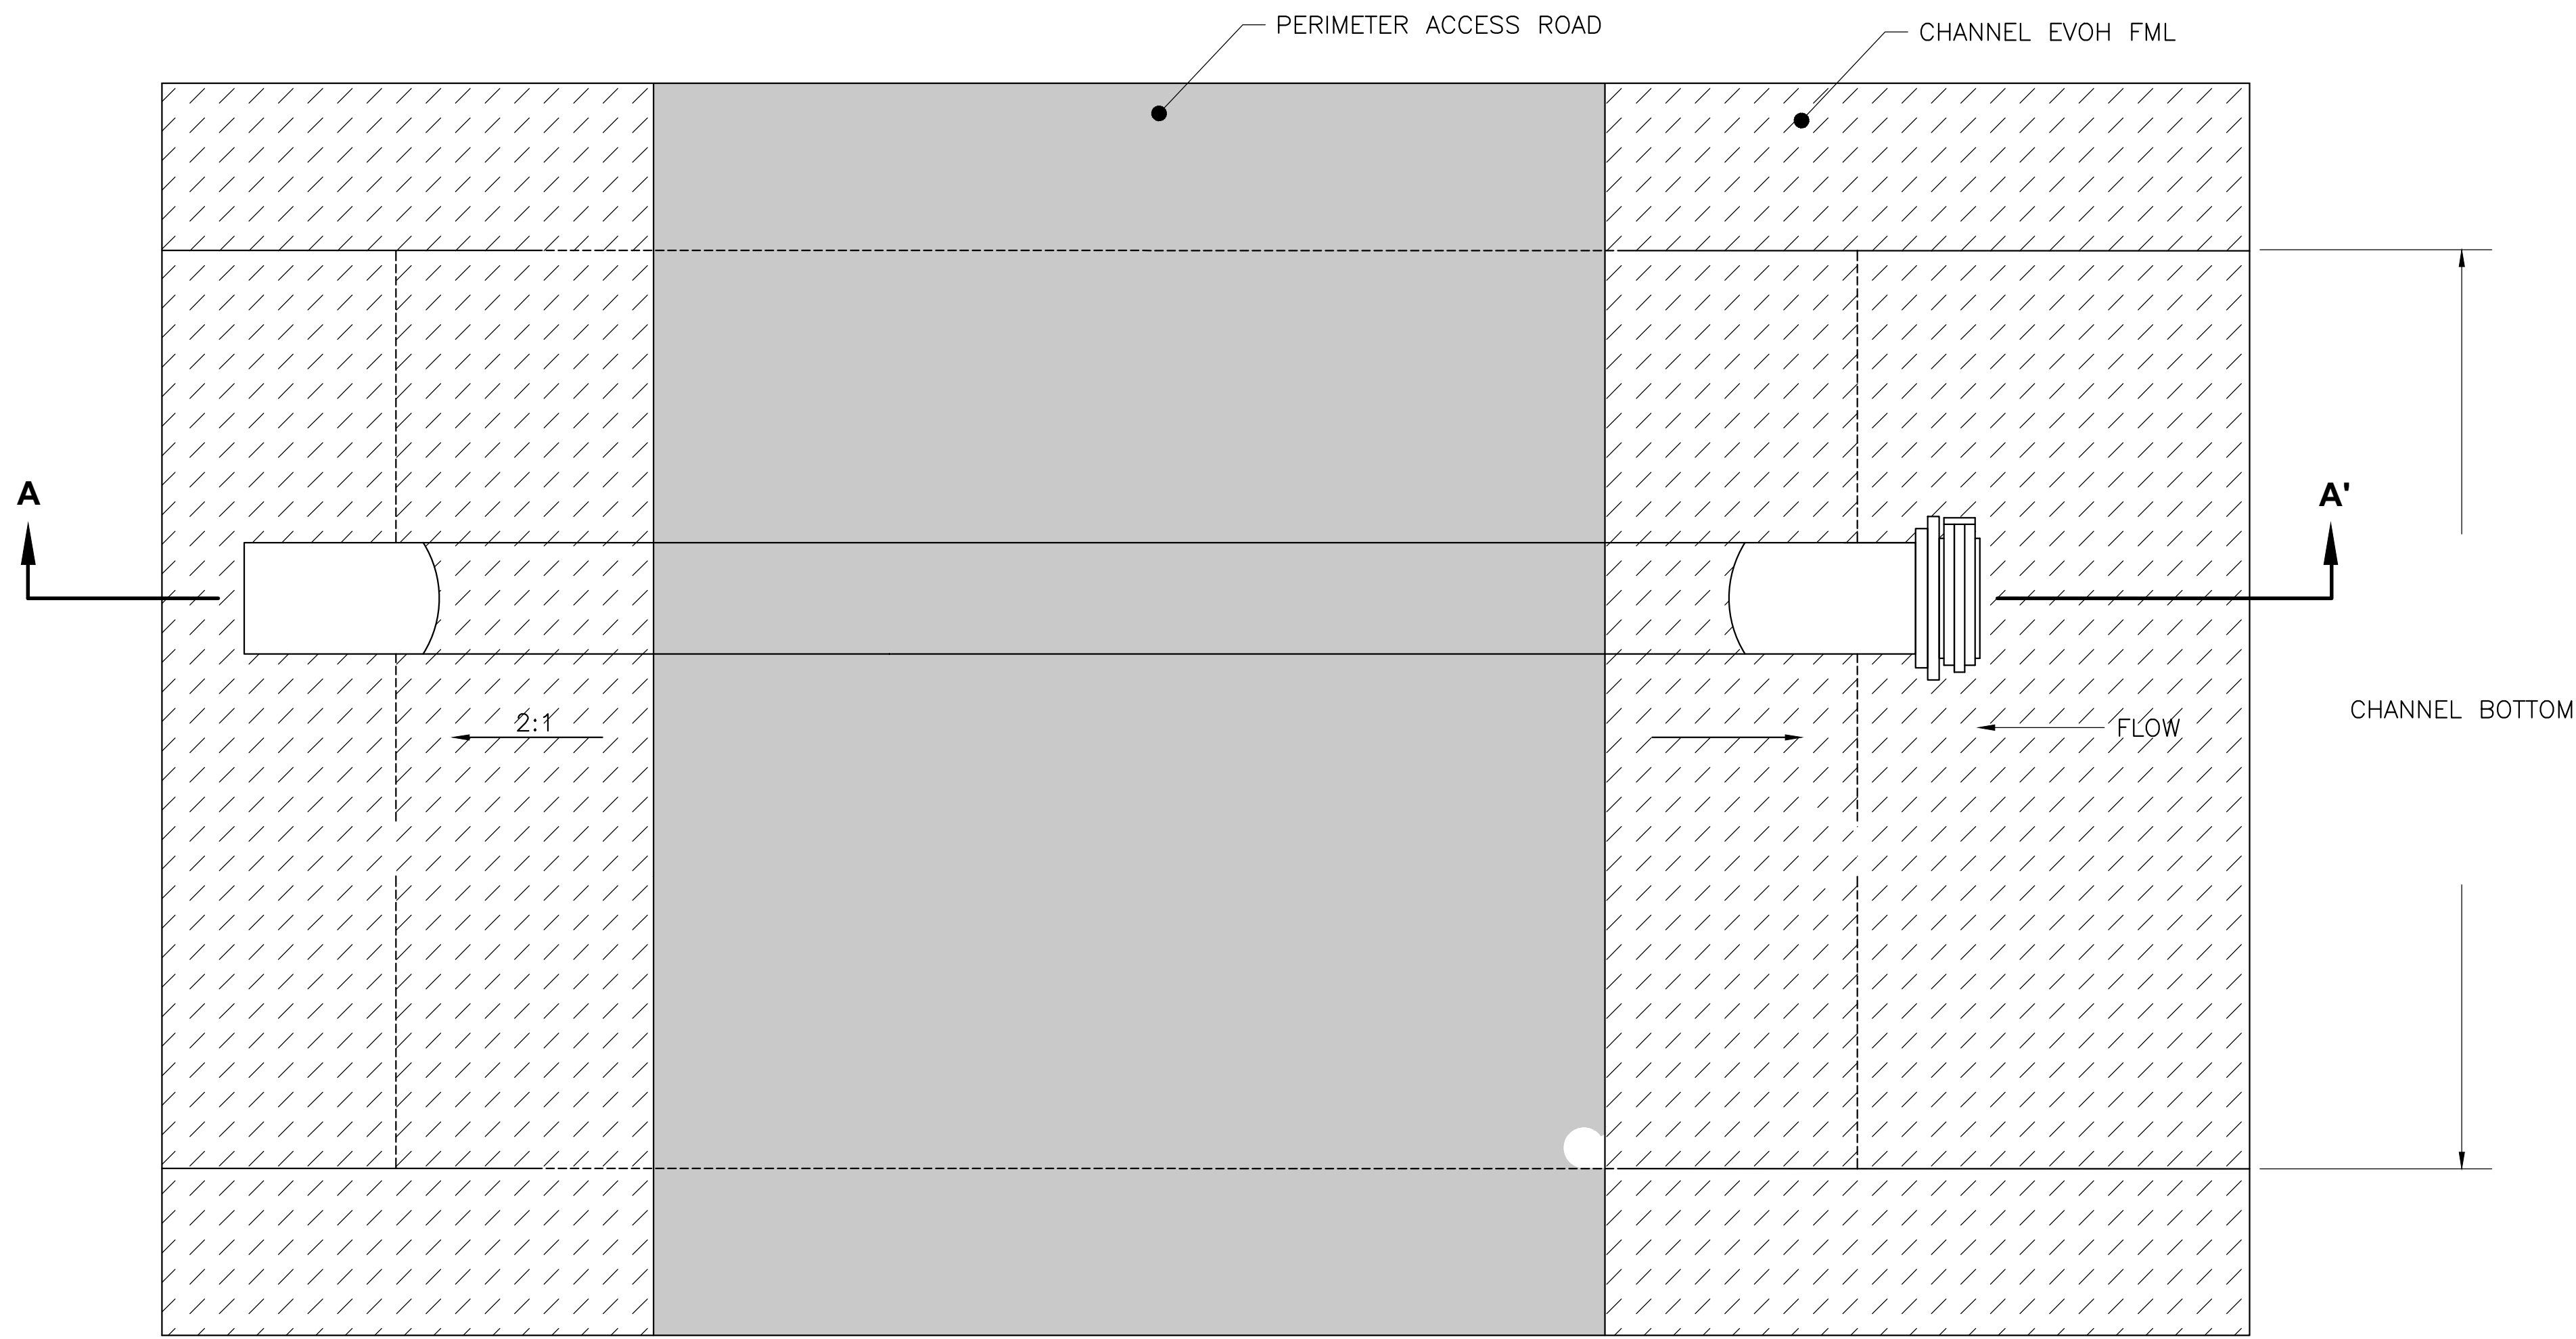 PERIMETER ACCESS ROAD
CHANNEL EVOH FML
A
A'
2:1
FLOW
CHANNEL BOTTOM